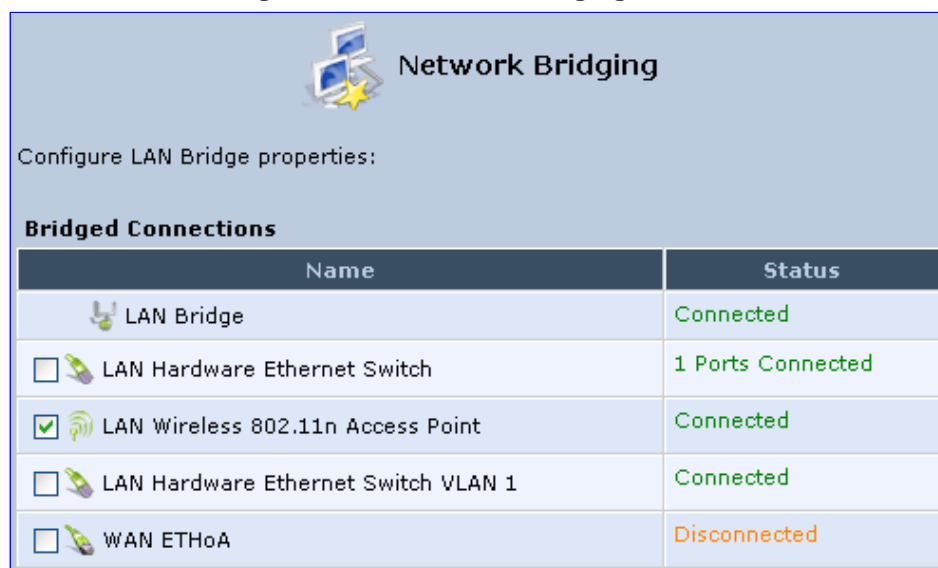 Network Bridging
Configure LAN Bridge properties:
Bridged Connections
Name Status
LAN Bridge Connected
LAN Hardware Ethernet Switch 1 Ports Connected
LAN Wireless 802.11n Access Point Connected
LAN Hardware Ethernet Switch VLAN 1 Connected
WAN ETHoA Disconnected